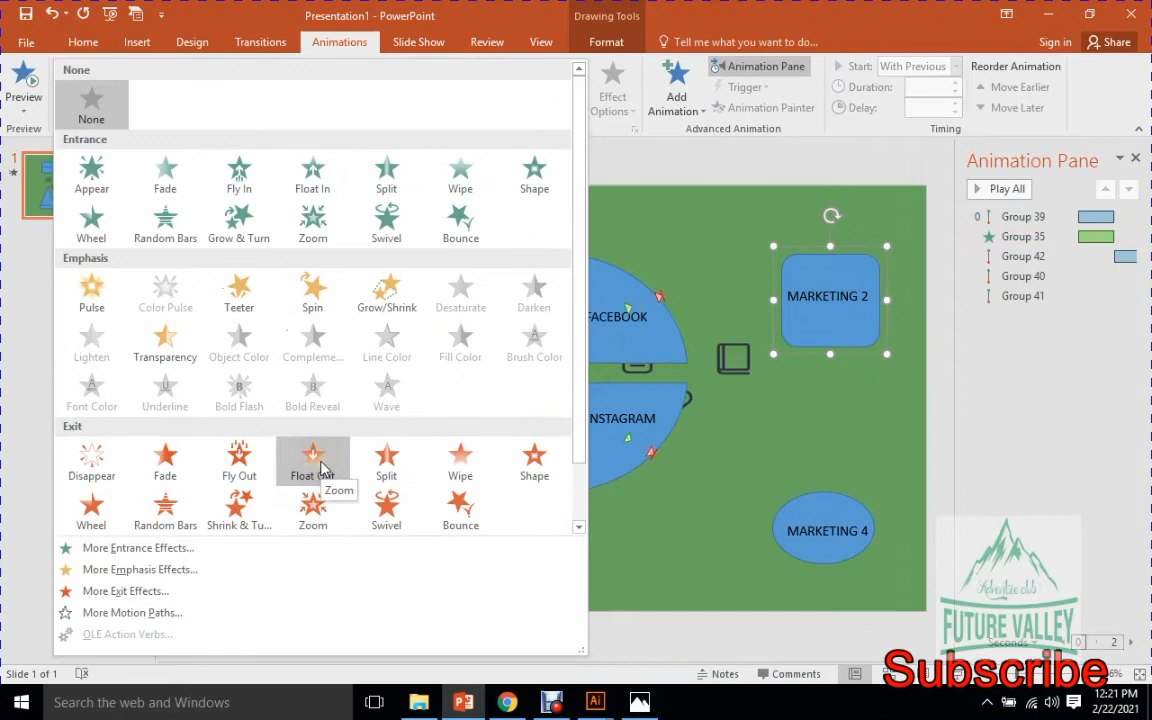 Presentation1 - PowerPoint
Drawing Tools
File
Home
Insert
Design
Transitions
Animations
Slide Show
Review
View
Format
Tell me what you want to do...
Sign in
Share
Preview
Preview
None
None
Entrance
Appear
Fade
Fly In
Float In
Split
Wipe
Shape
Wheel
Random Bars
Grow & Turn
Zoom
Swivel
Bounce
Emphasis
Pulse
Color Pulse
Teeter
Spin
Grow/Shrink
Desaturate
Darken
Lighten
Transparency
Object Color
Compleme...
Line Color
Fill Color
Brush Color
Font Color
Underline
Bold Flash
Bold Reveal
Wave
Exit
Disappear
Fade
Fly Out
Float Out
Split
Wipe
Shape
Zoom
Wheel
Random Bars
Shrink & Tu...
Zoom
Swivel
Bounce
More Entrance Effects...
More Emphasis Effects...
More Exit Effects...
More Motion Paths...
OLE Action Verbs...
Effect
Options
Add
Animation
Animation Pane
Trigger
Animation Painter
Advanced Animation
Start: With Previous
Duration:
Delay:
Timing
Reorder Animation
Move Earlier
Move Later
1
FACEBOOK
INSTAGRAM
MARKETING 2
MARKETING 4
Animation Pane
Play All
0 Group 39
Group 35
Group 42
Group 40
Group 41
Adventize club
FUTURE VALLEY
Seconds
0
2
Subscribe
Slide 1 of 1
Notes
Comments
Search the web and Windows
12:21 PM
2/22/2021